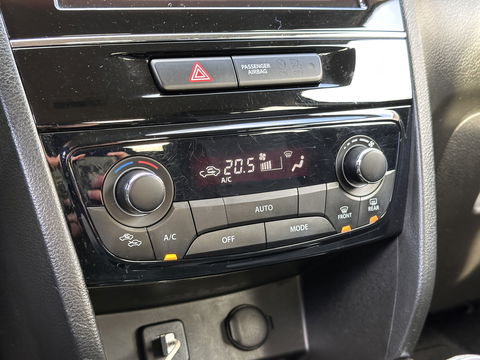 PASSENGER
AIRBAG
20.5
A/C
AUTO
A/C
OFF
MODE
FRONT
REAR